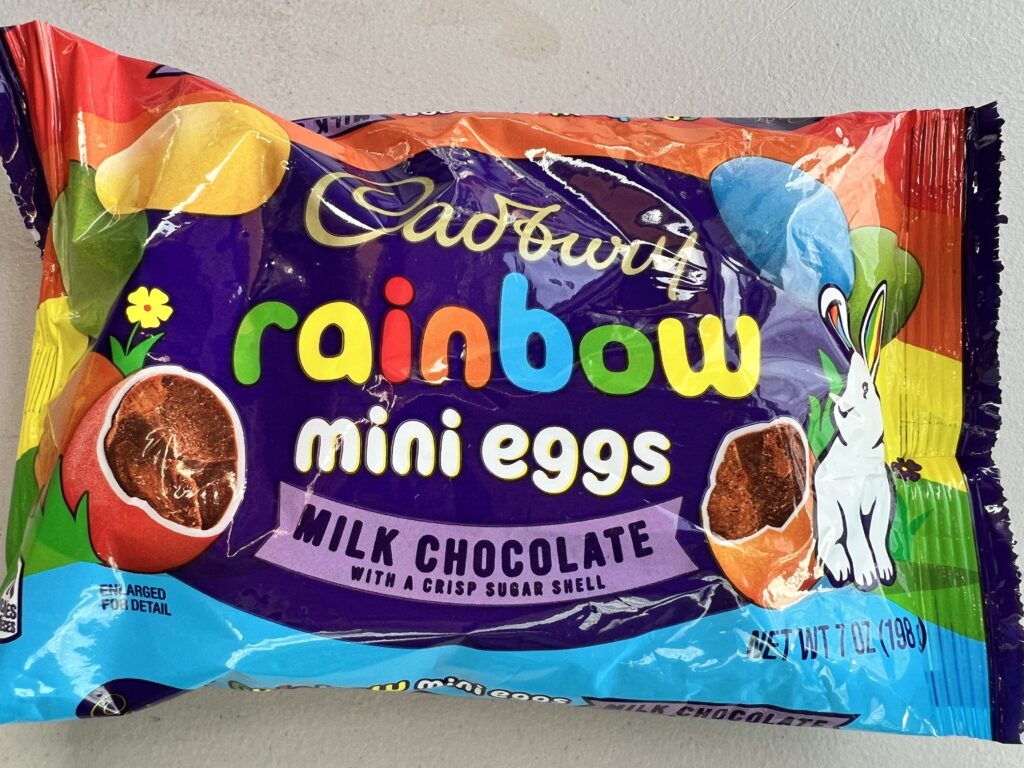 Cadbury
rainbow
mini eggs
MILK CHOCOLATE
WITH A CRISP SUGAR SHELL
ENLARGED
FOR DETAIL
NET WT 7 OZ (198
rainbow mini eggs MILK CHOCOLATE